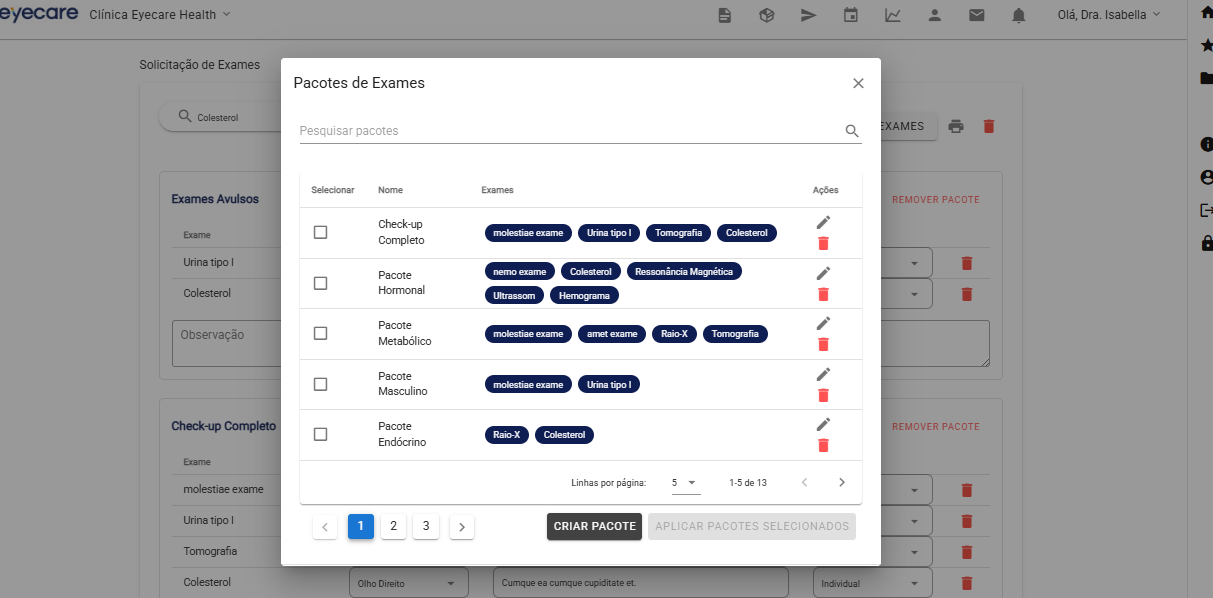 eyecare Clínica Eyecare Health Olá, Dra. Isabella
Solicitação de Exames
Pacotes de Exames
Colesterol
Pesquisar pacotes
EXAMES
Selecionar Nome Exames Ações
Exames Avulsos
REMOVER PACOTE
Exame
Urina tipo I
Colesterol
Observação
Check-up
Completo
molestiae exame Urina tipo I Tomografia Colesterol
Pacote
Hormonal
nemo exame Colesterol Ressonância Magnética
Ultrassom Hemograma
Pacote
Metabólico
molestiae exame amet exame Raio-X Tomografia
Pacote
Masculino
molestiae exame Urina tipo I
Pacote
Endócrino
Raio-X Colesterol
Linhas por página: 5 1-5 de 13
1 2 3
CRIAR PACOTE APLICAR PACOTES SELECIONADOS
Check-up Completo
REMOVER PACOTE
Exame
molestiae exame
Urina tipo I
Tomografia
Colesterol Olho Direito Cumque ea cumque cupiditate et. Individual